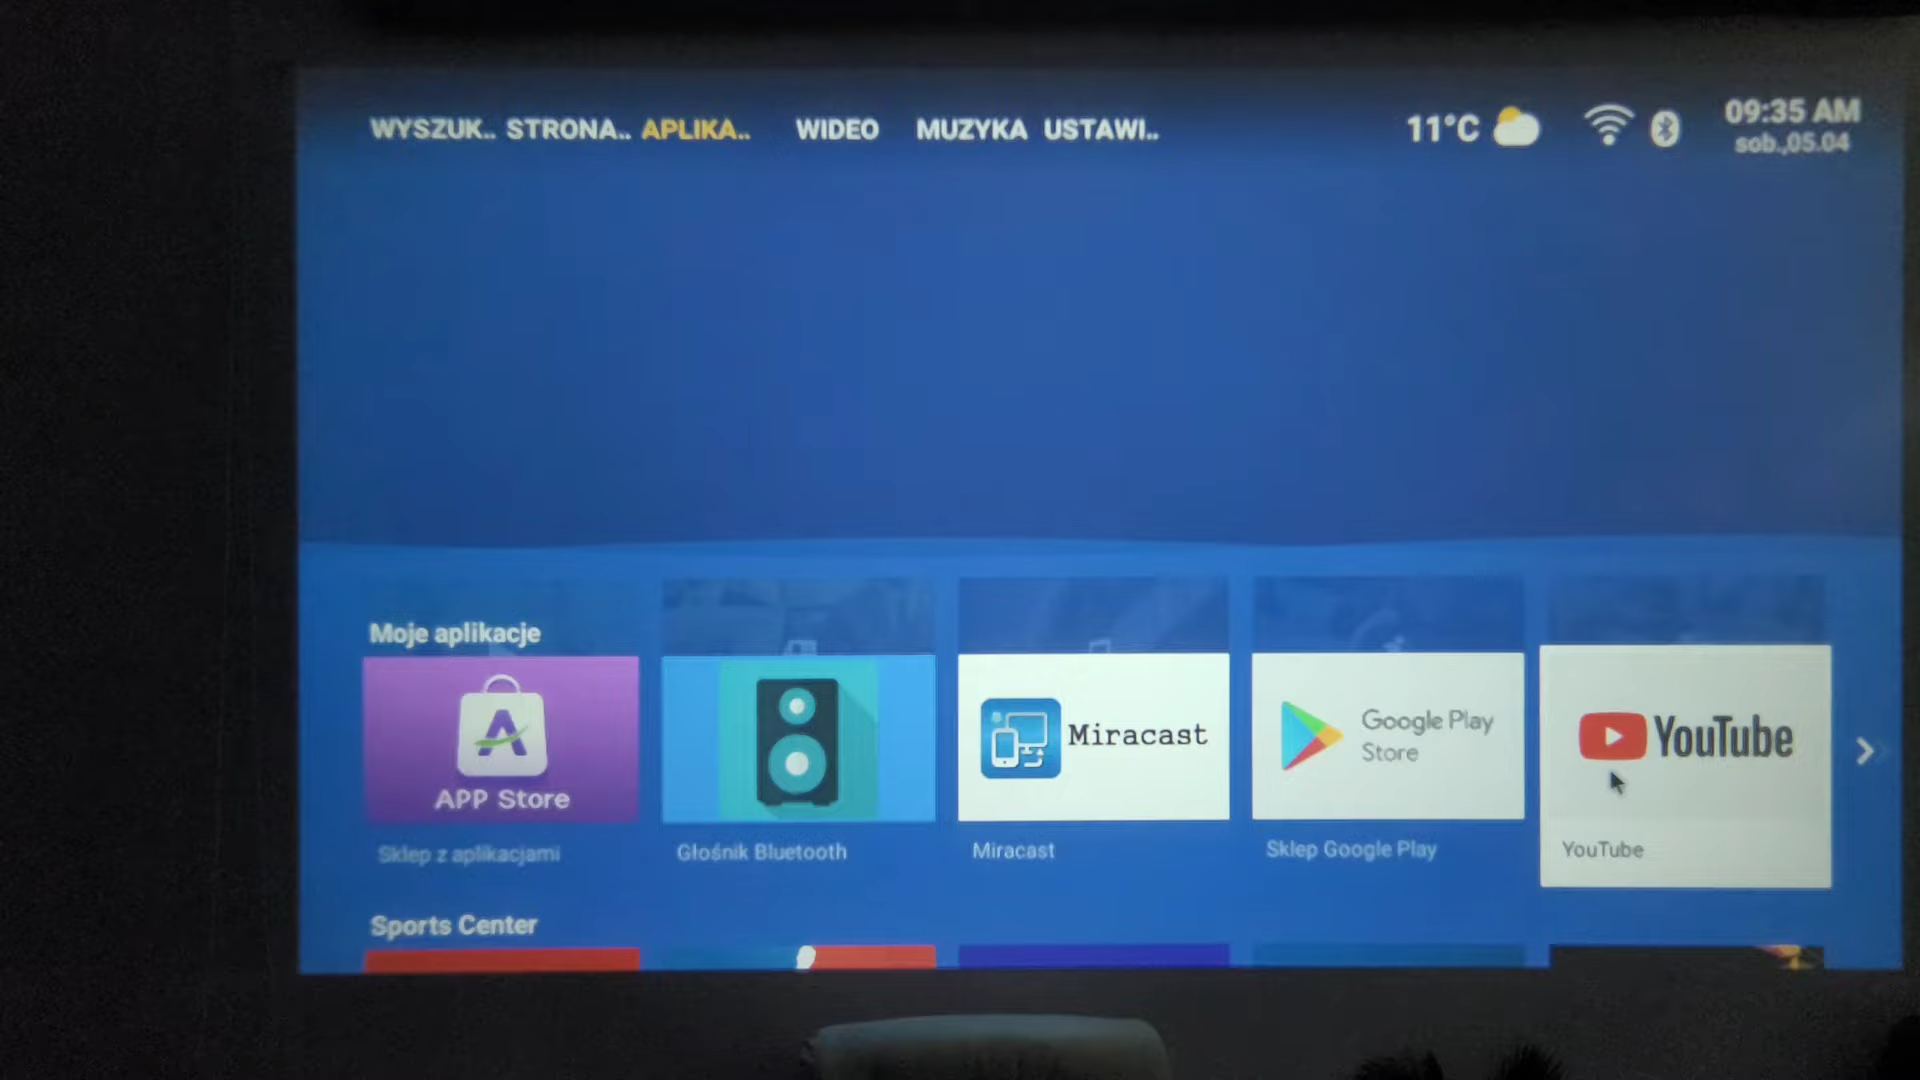 WYSZUK.. STRONA.. APLIKA.. WIDEO MUZYKA USTAWI.. 11°C 09:35 AM
sob.,05.04
Moje aplikacje
APP Store
Miracast
Google Play
Store
YouTube
Sklep z aplikacjami
Głośnik Bluetooth
Miracast
Sklep Google Play
YouTube
Sports Center